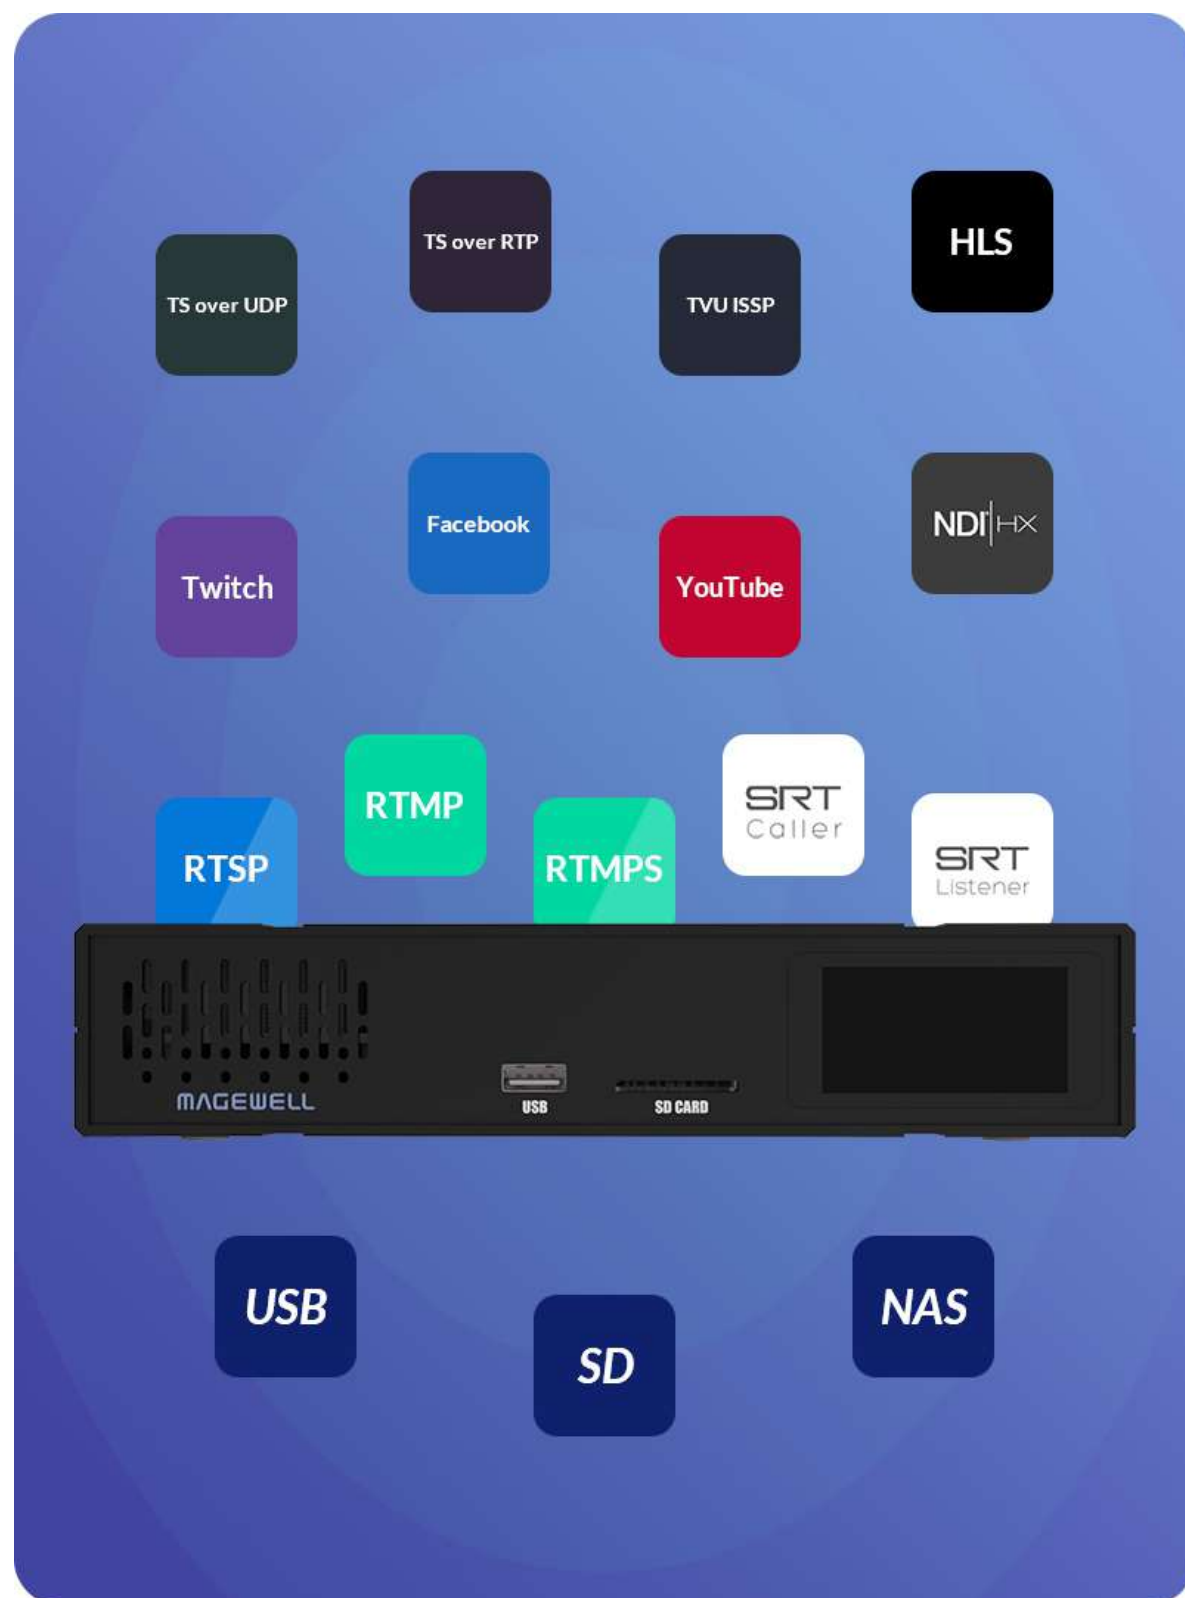 TS over UDP
TS over RTP
TVU ISSP
HLS
Twitch
Facebook
YouTube
NDI HX
RTSP
RTMP
RTMPS
SRT
Caller
SRT
Listener
MAGEWELL
USB
SD CARD
USB
SD
NAS